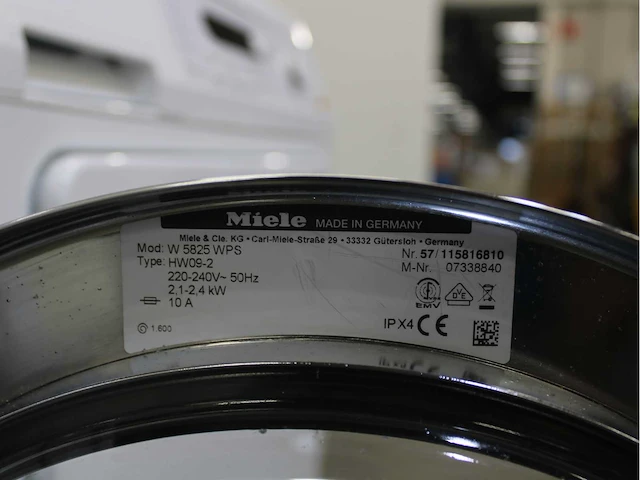 Miele MADE IN GERMANY
Miele & Cie. KG • Carl-Miele-Straße 29 • 33332 Gütersloh • Germany
Mod: W 5825 WPS
Nr. 57/115816810
Type: HW09-2
M-Nr. 07338840
220-240V~ 50Hz
2,1-2,4 kW
10 A
EMV
VDE
1.600
IPX4 CE